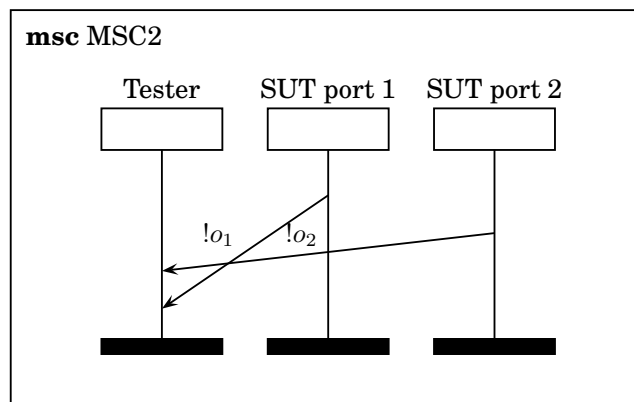 msc MSC2
Tester SUT port 1 SUT port 2
!o₁ !o₂